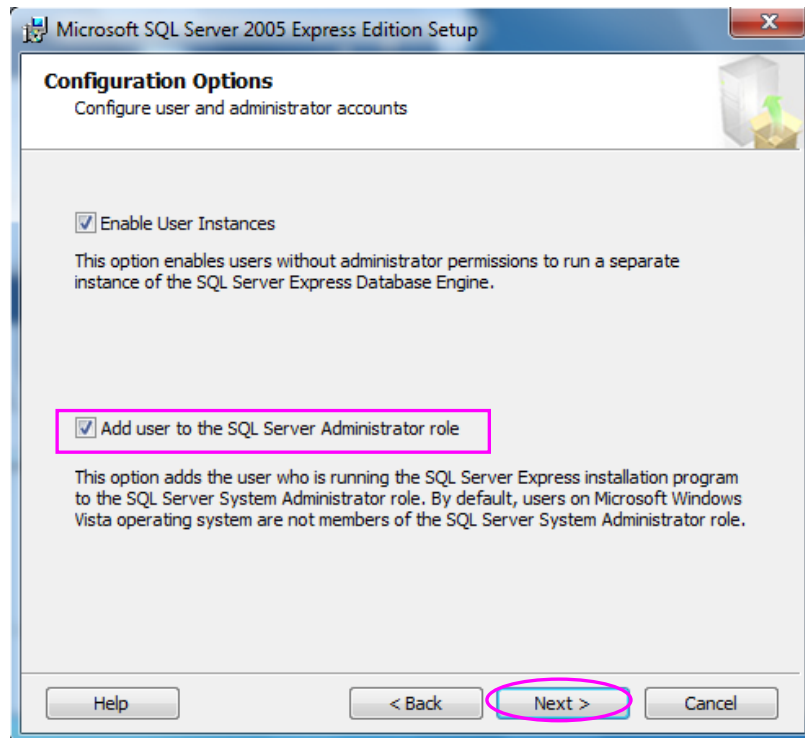 Microsoft SQL Server 2005 Express Edition Setup
Configuration Options
Configure user and administrator accounts
Enable User Instances
This option enables users without administrator permissions to run a separate
instance of the SQL Server Express Database Engine.
Add user to the SQL Server Administrator role
This option adds the user who is running the SQL Server Express installation program
to the SQL Server System Administrator role. By default, users on Microsoft Windows
Vista operating system are not members of the SQL Server System Administrator role.
Help
< Back
Next >
Cancel